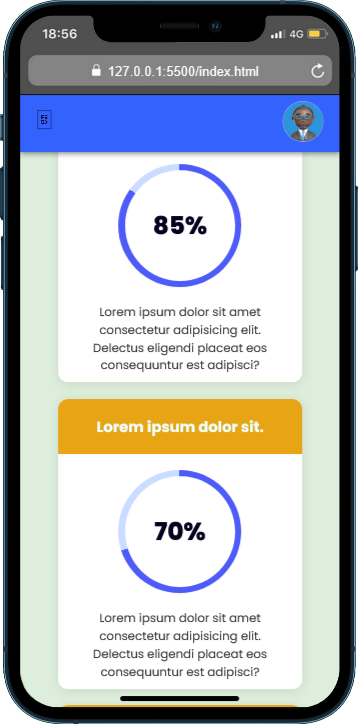 18:56
4G
127.0.0.1:5500/index.html
85%
Lorem ipsum dolor sit amet
consectetur adipisicing elit.
Delectus eligendi placeat eos
consequuntur est adipisci?
Lorem ipsum dolor sit.
70%
Lorem ipsum dolor sit amet
consectetur adipisicing elit.
Delectus eligendi placeat eos
consequuntur est adipisci?